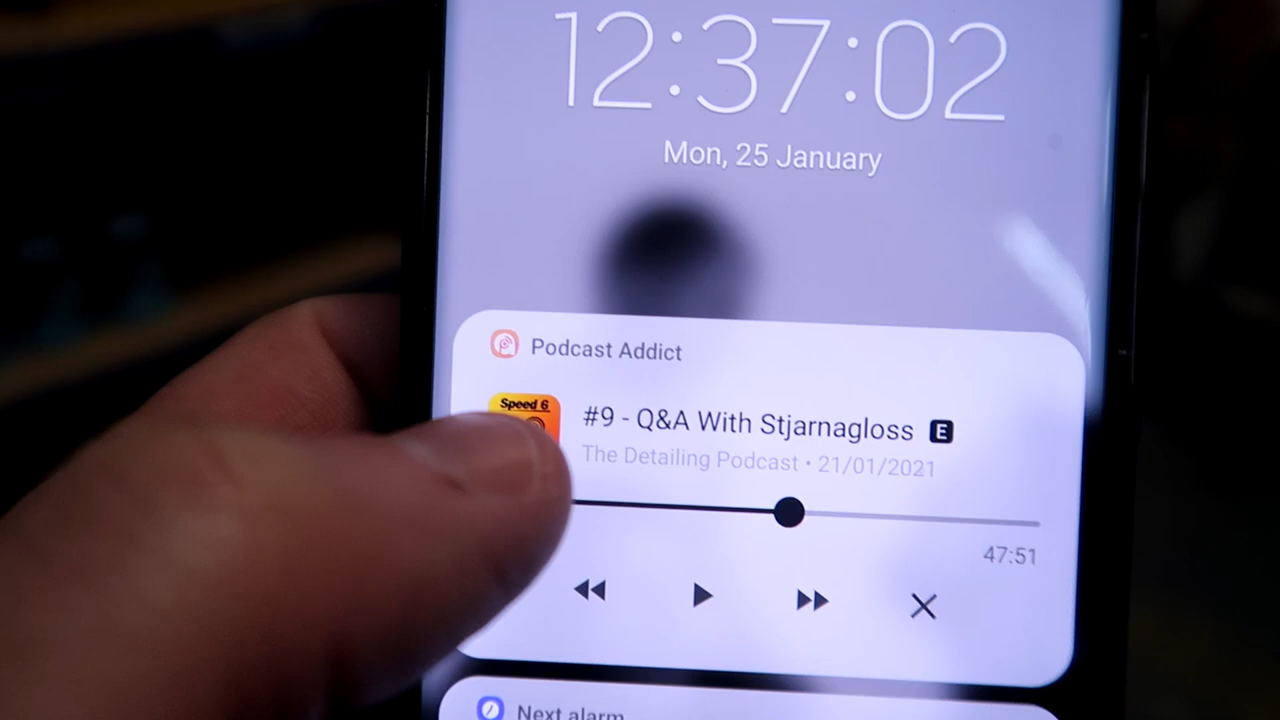 12:37:02
Mon, 25 January
Podcast Addict
Speed 6
#9 - Q&A With Stjarnagloss E
The Detailing Podcast • 21/01/2021
47:51
Next alarm